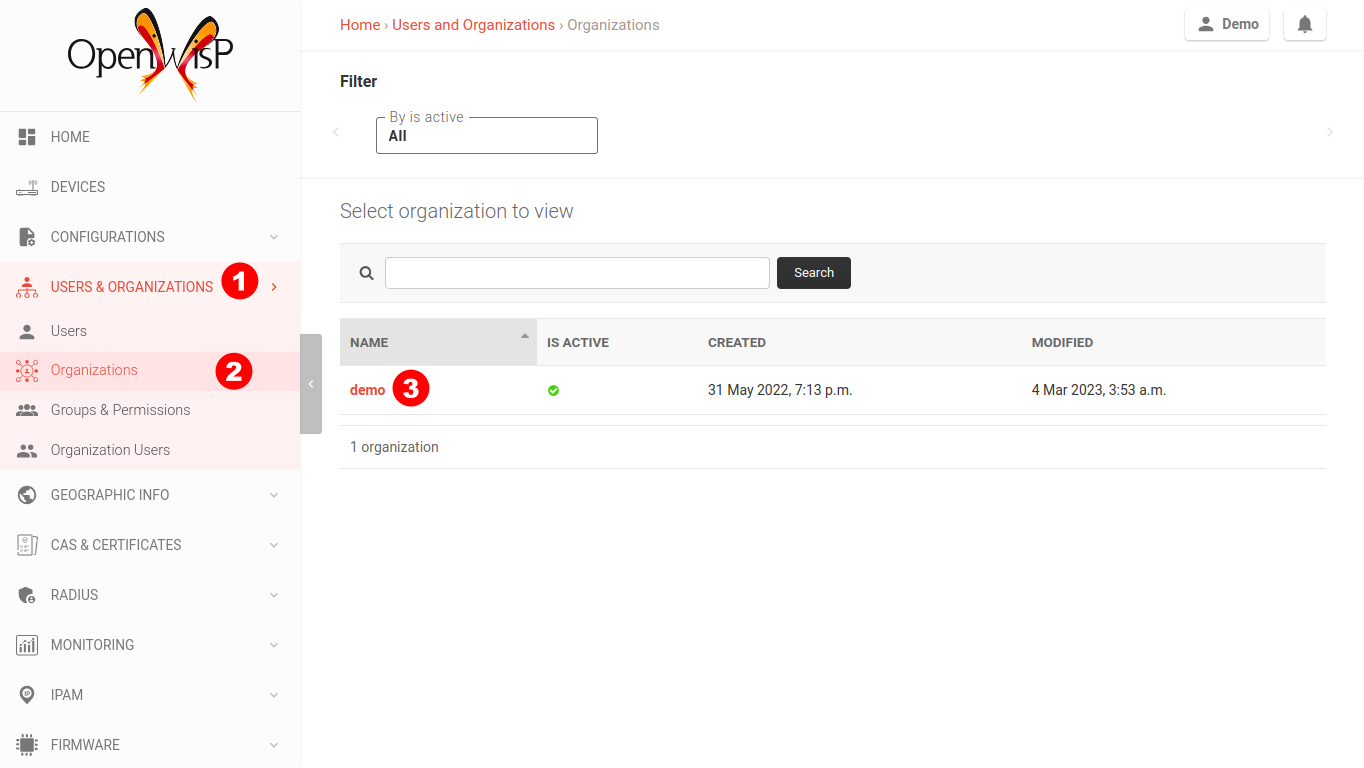 OpenWisP
Home › Users and Organizations › Organizations
Demo
HOME
DEVICES
CONFIGURATIONS
USERS & ORGANIZATIONS 1
Users
Organizations 2
Groups & Permissions
Organization Users
GEOGRAPHIC INFO
CAS & CERTIFICATES
RADIUS
MONITORING
IP
IPAM
FIRMWARE
Filter
By is active
All
Select organization to view
Search
NAME IS ACTIVE CREATED MODIFIED
demo 3 31 May 2022, 7:13 p.m. 4 Mar 2023, 3:53 a.m.
1 organization